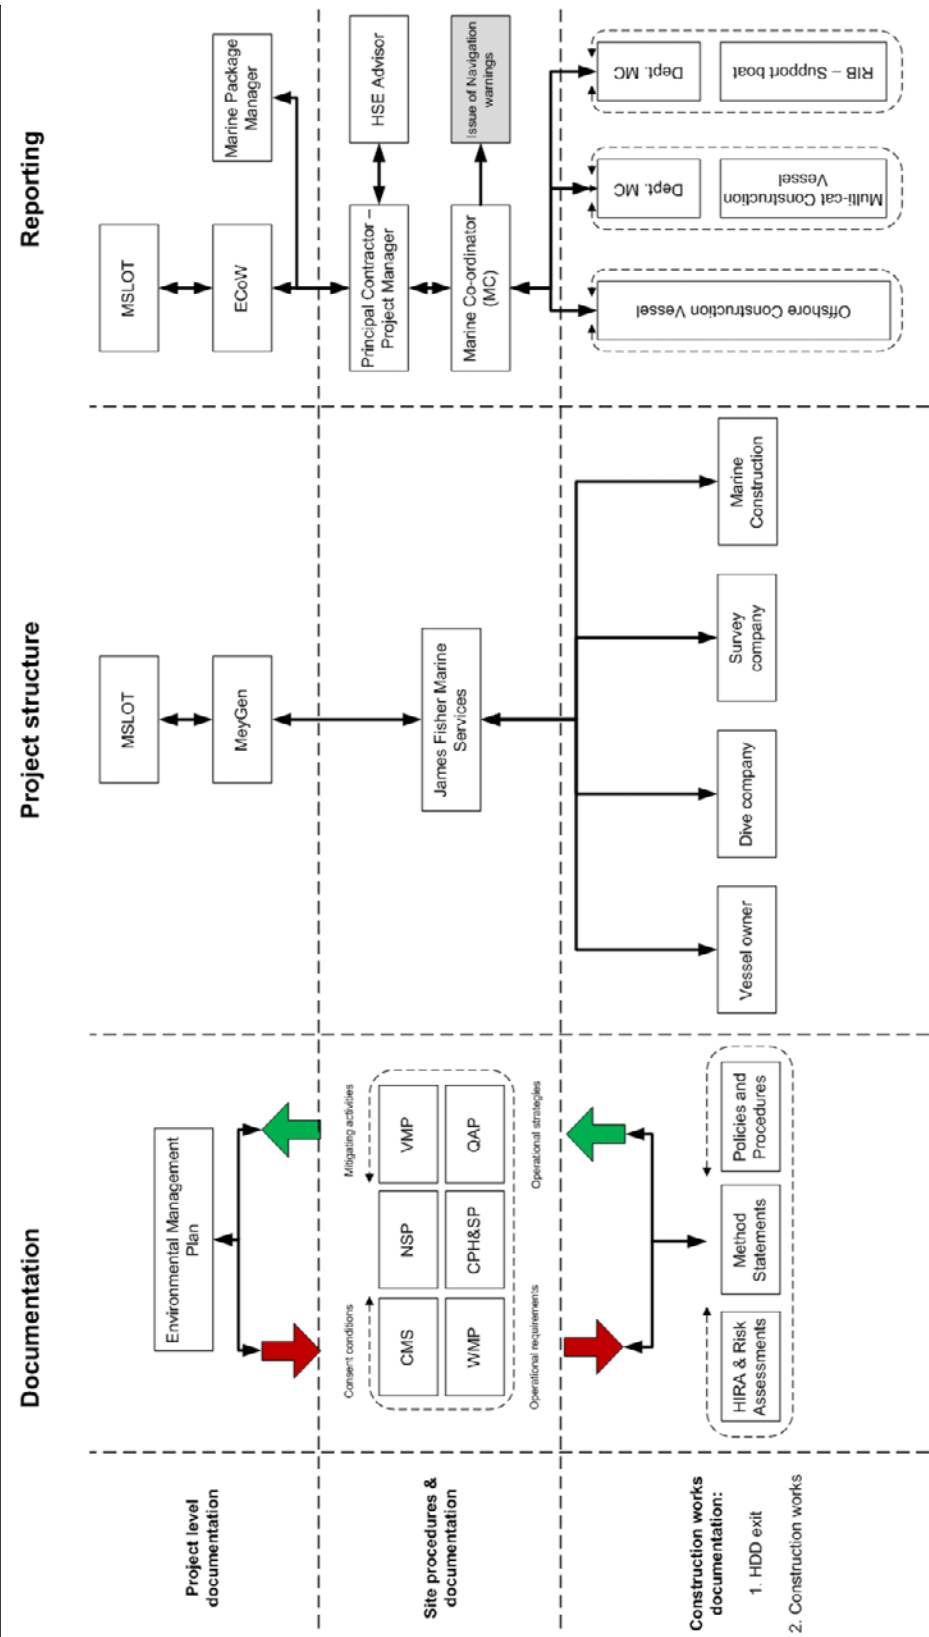 Documentation
Project structure
Reporting
Project level
documentation
Environmental Management
Plan
MSLOT
MeyGen
MSLOT
ECoW
Marine Package
Manager
Site procedures &
documentation
Consent conditions
Mitigating activities
CMS
NSP
VMP
WMP
CPH&SP
QAP
Operational requirements
Operational strategies
James Fisher Marine
Services
Principal Contractor –
Project Manager
HSE Advisor
Marine Co-ordinator
(MC)
Issue of Navigation
warnings
Construction works
documentation:
1. HDD exit
2. Construction works
HIRA & Risk
Assessments
Method
Statements
Policies and
Procedures
Vessel owner
Dive company
Survey
company
Marine
Construction
Offshore Construction Vessel
Dept. MC
Multi-cat Construction
Vessel
Dept. MC
RIB – Support boat